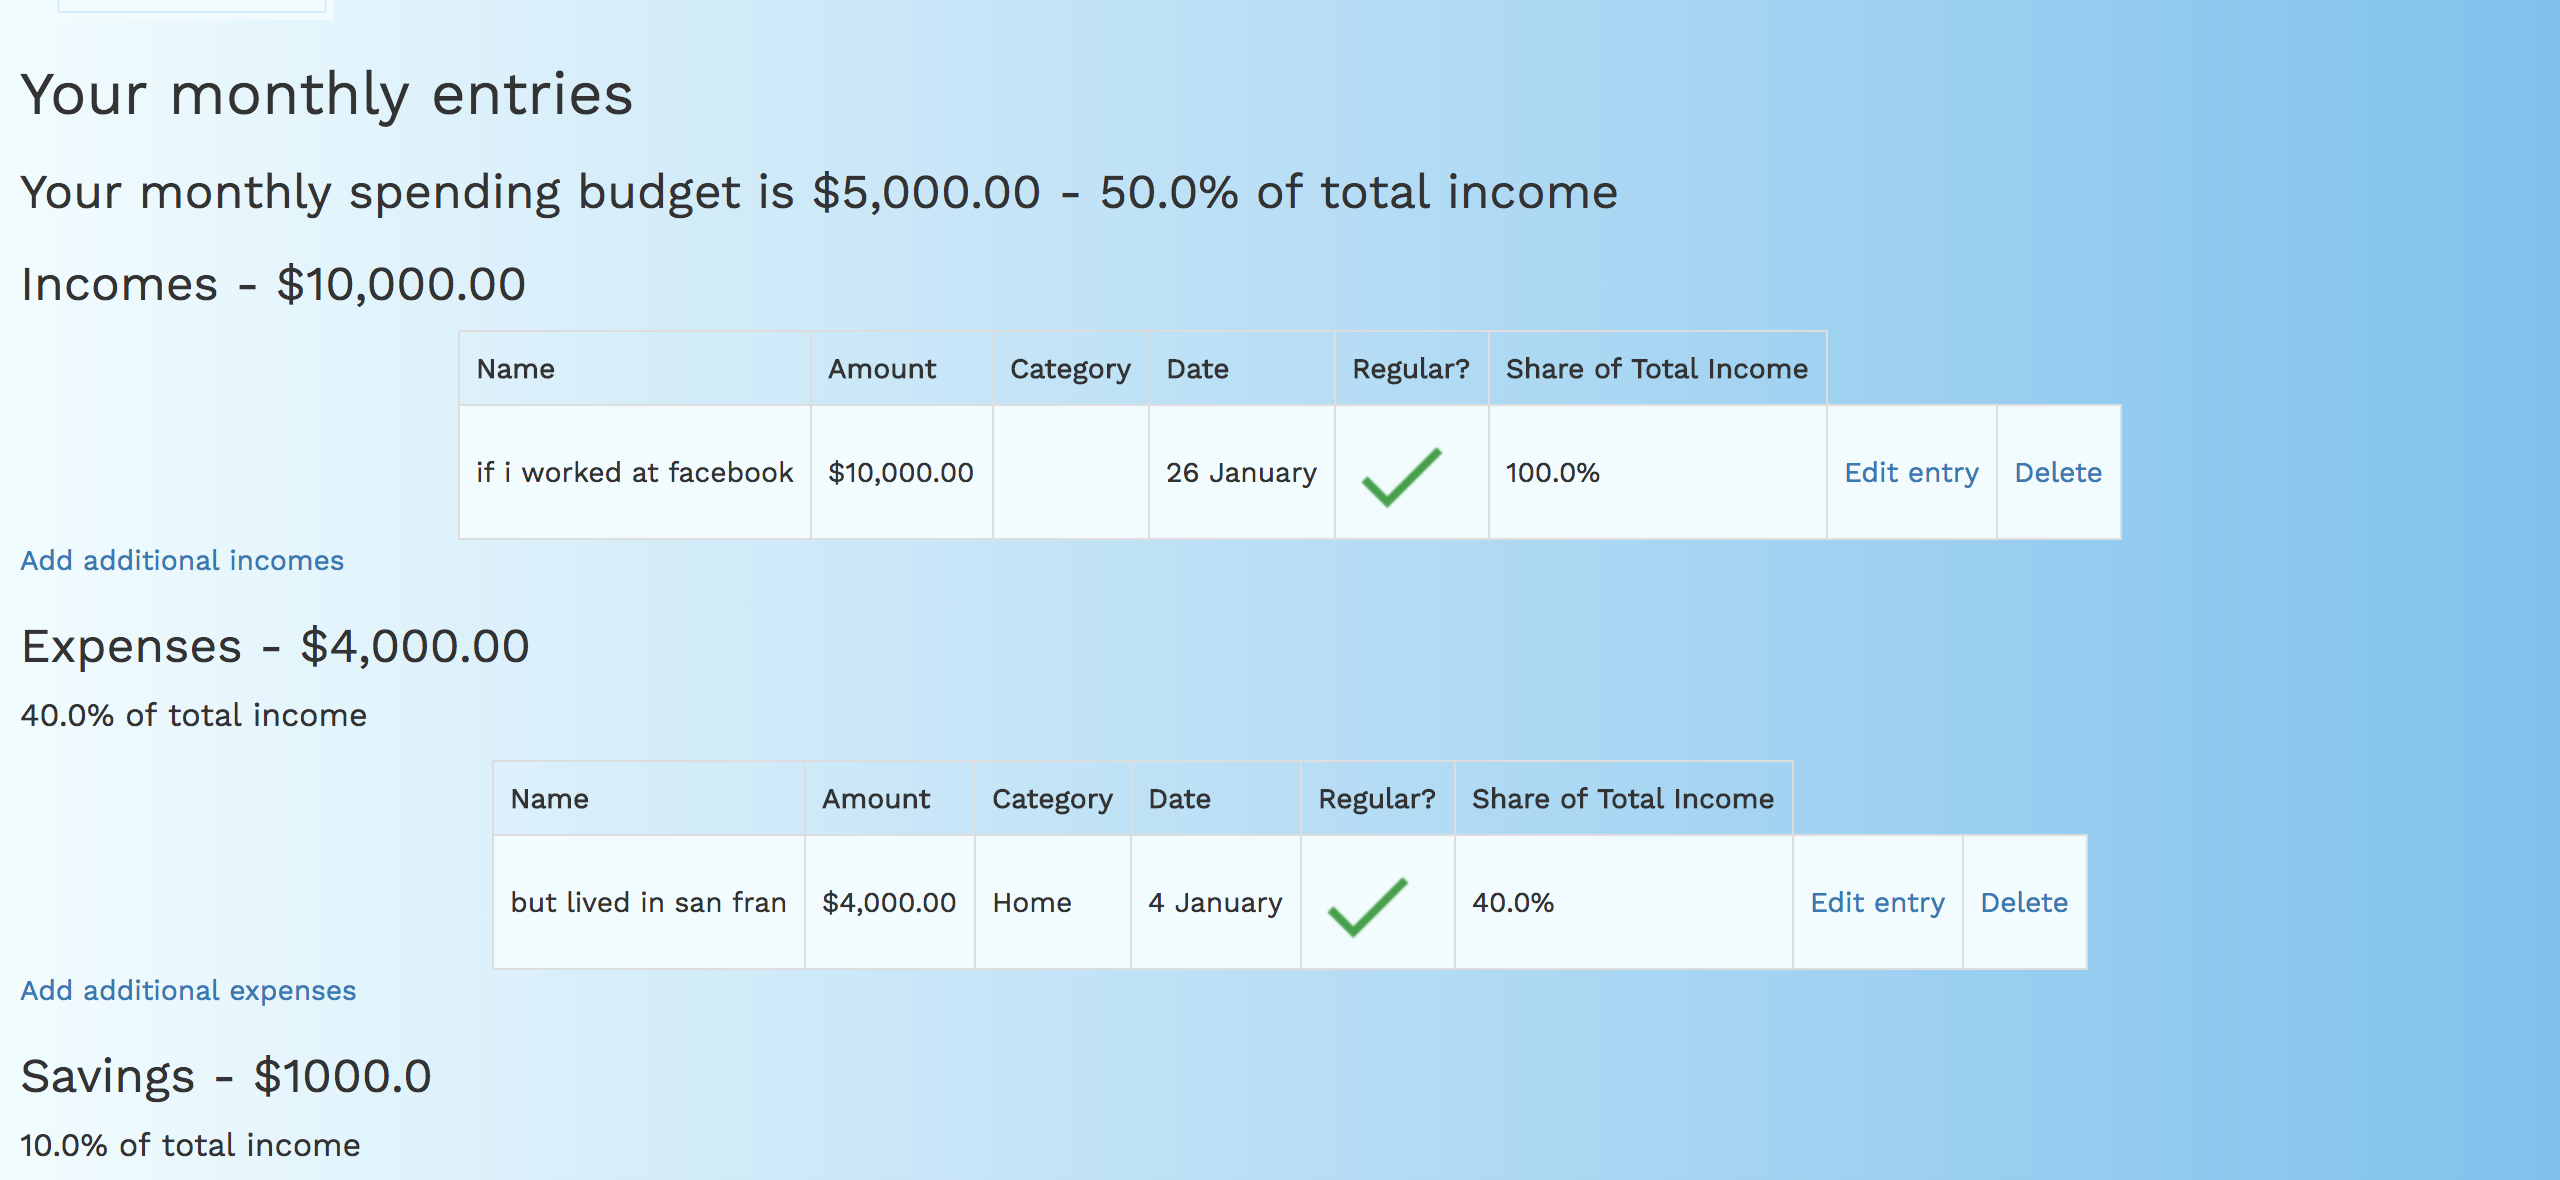 Your monthly entries
Your monthly spending budget is $5,000.00 - 50.0% of total income
Incomes - $10,000.00
Name Amount Category Date Regular? Share of Total Income
if i worked at facebook $10,000.00 26 January 100.0% Edit entry Delete
Add additional incomes
Expenses - $4,000.00
40.0% of total income
Name Amount Category Date Regular? Share of Total Income
but lived in san fran $4,000.00 Home 4 January 40.0% Edit entry Delete
Add additional expenses
Savings - $1000.0
10.0% of total income